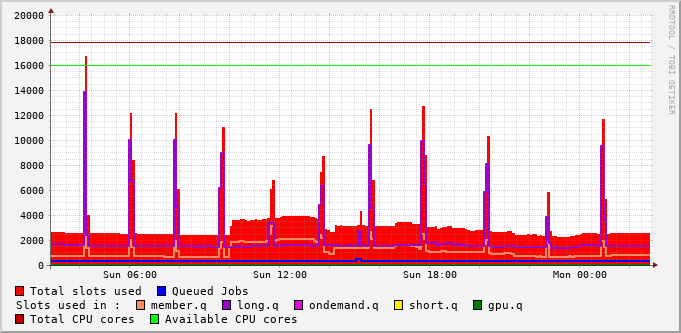 RRDTOOL / TOBI OETIKER
20000
18000
16000
14000
12000
10000
8000
6000
4000
2000
0
Sun 06:00 Sun 12:00 Sun 18:00 Mon 00:00
Total slots used Queued Jobs
Slots used in : member.q long.q ondemand.q short.q gpu.q
Total CPU cores Available CPU cores